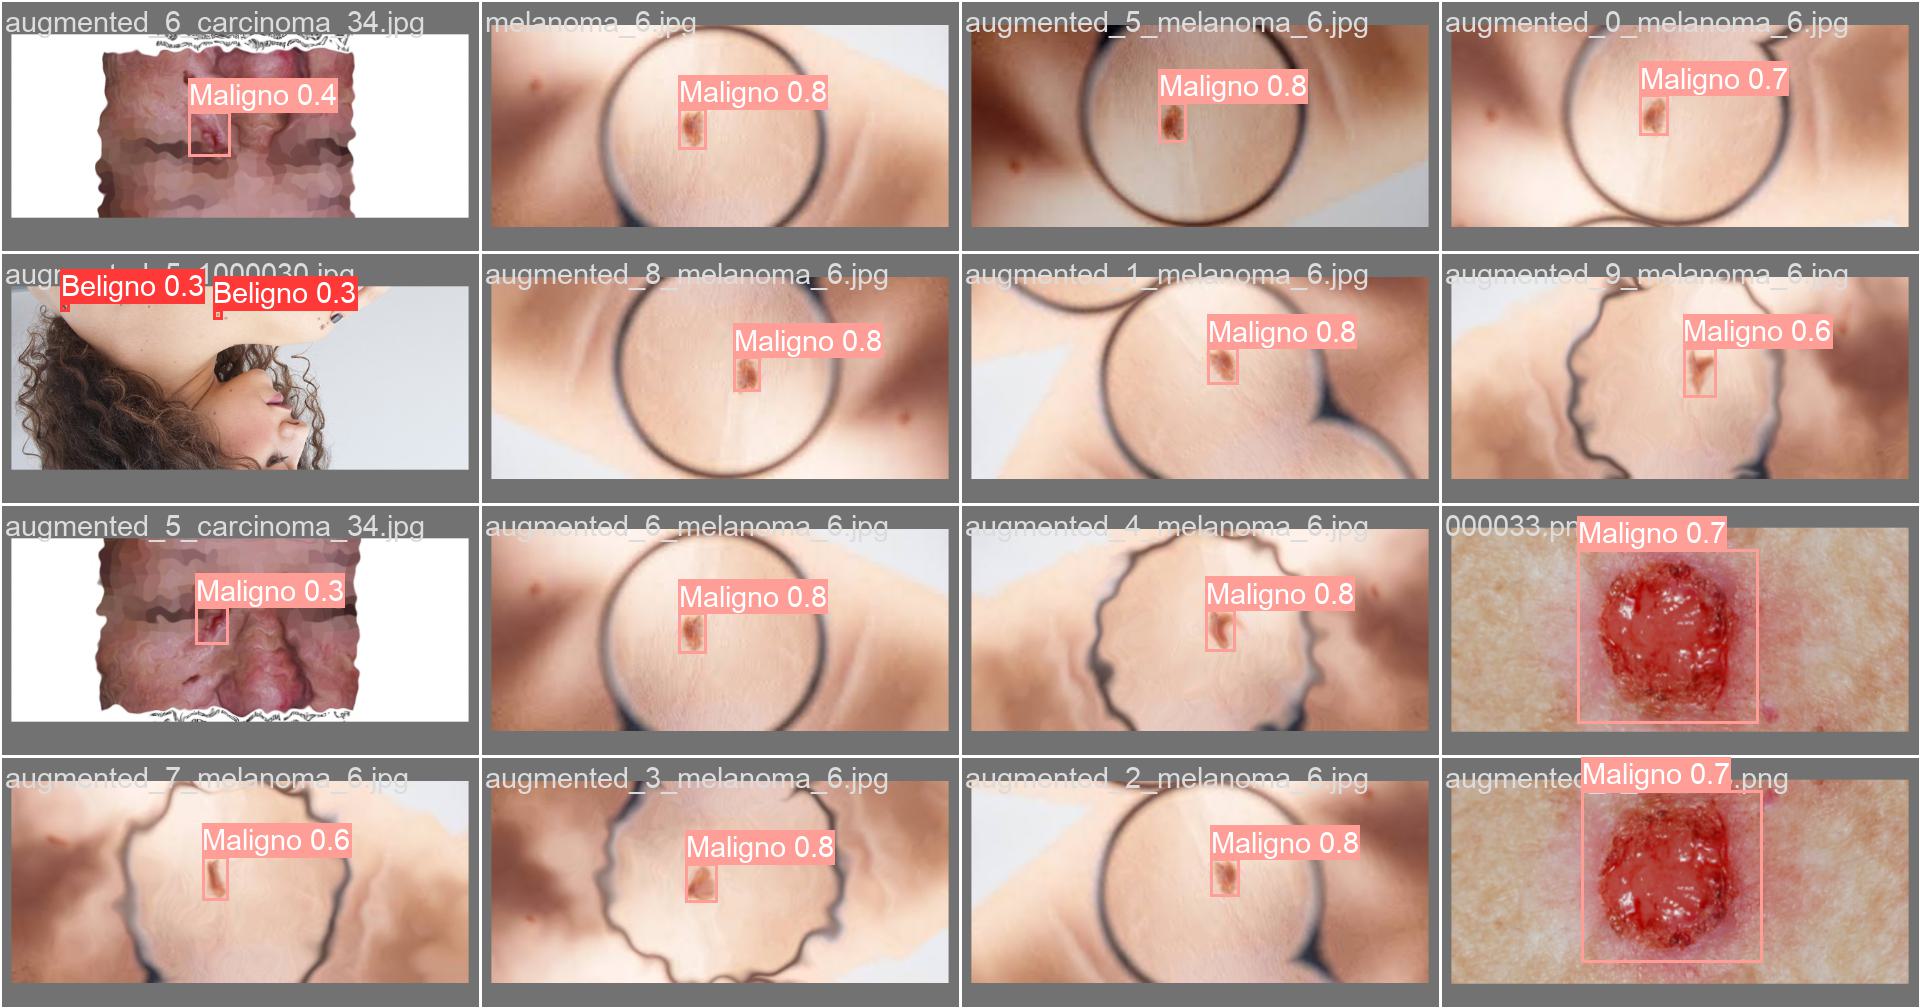 augmented_6_carcinoma_34.jpg
Maligno 0.4
melanoma_6.jpg
Maligno 0.8
augmented_5_melanoma_6.jpg
Maligno 0.8
augmented_0_melanoma_6.jpg
Maligno 0.7
Beligno 0.3
Beligno 0.3
augmented_8_melanoma_6.jpg
Maligno 0.8
augmented_1_melanoma_6.jpg
Maligno 0.8
augmented_9_melanoma_6.jpg
Maligno 0.6
augmented_5_carcinoma_34.jpg
Maligno 0.3
augmented_6_melanoma_6.jpg
Maligno 0.8
augmented_4_melanoma_6.jpg
Maligno 0.8
Maligno 0.7
augmented_7_melanoma_6.jpg
Maligno 0.6
augmented_3_melanoma_6.jpg
Maligno 0.8
augmented_2_melanoma_6.jpg
Maligno 0.8
Maligno 0.7